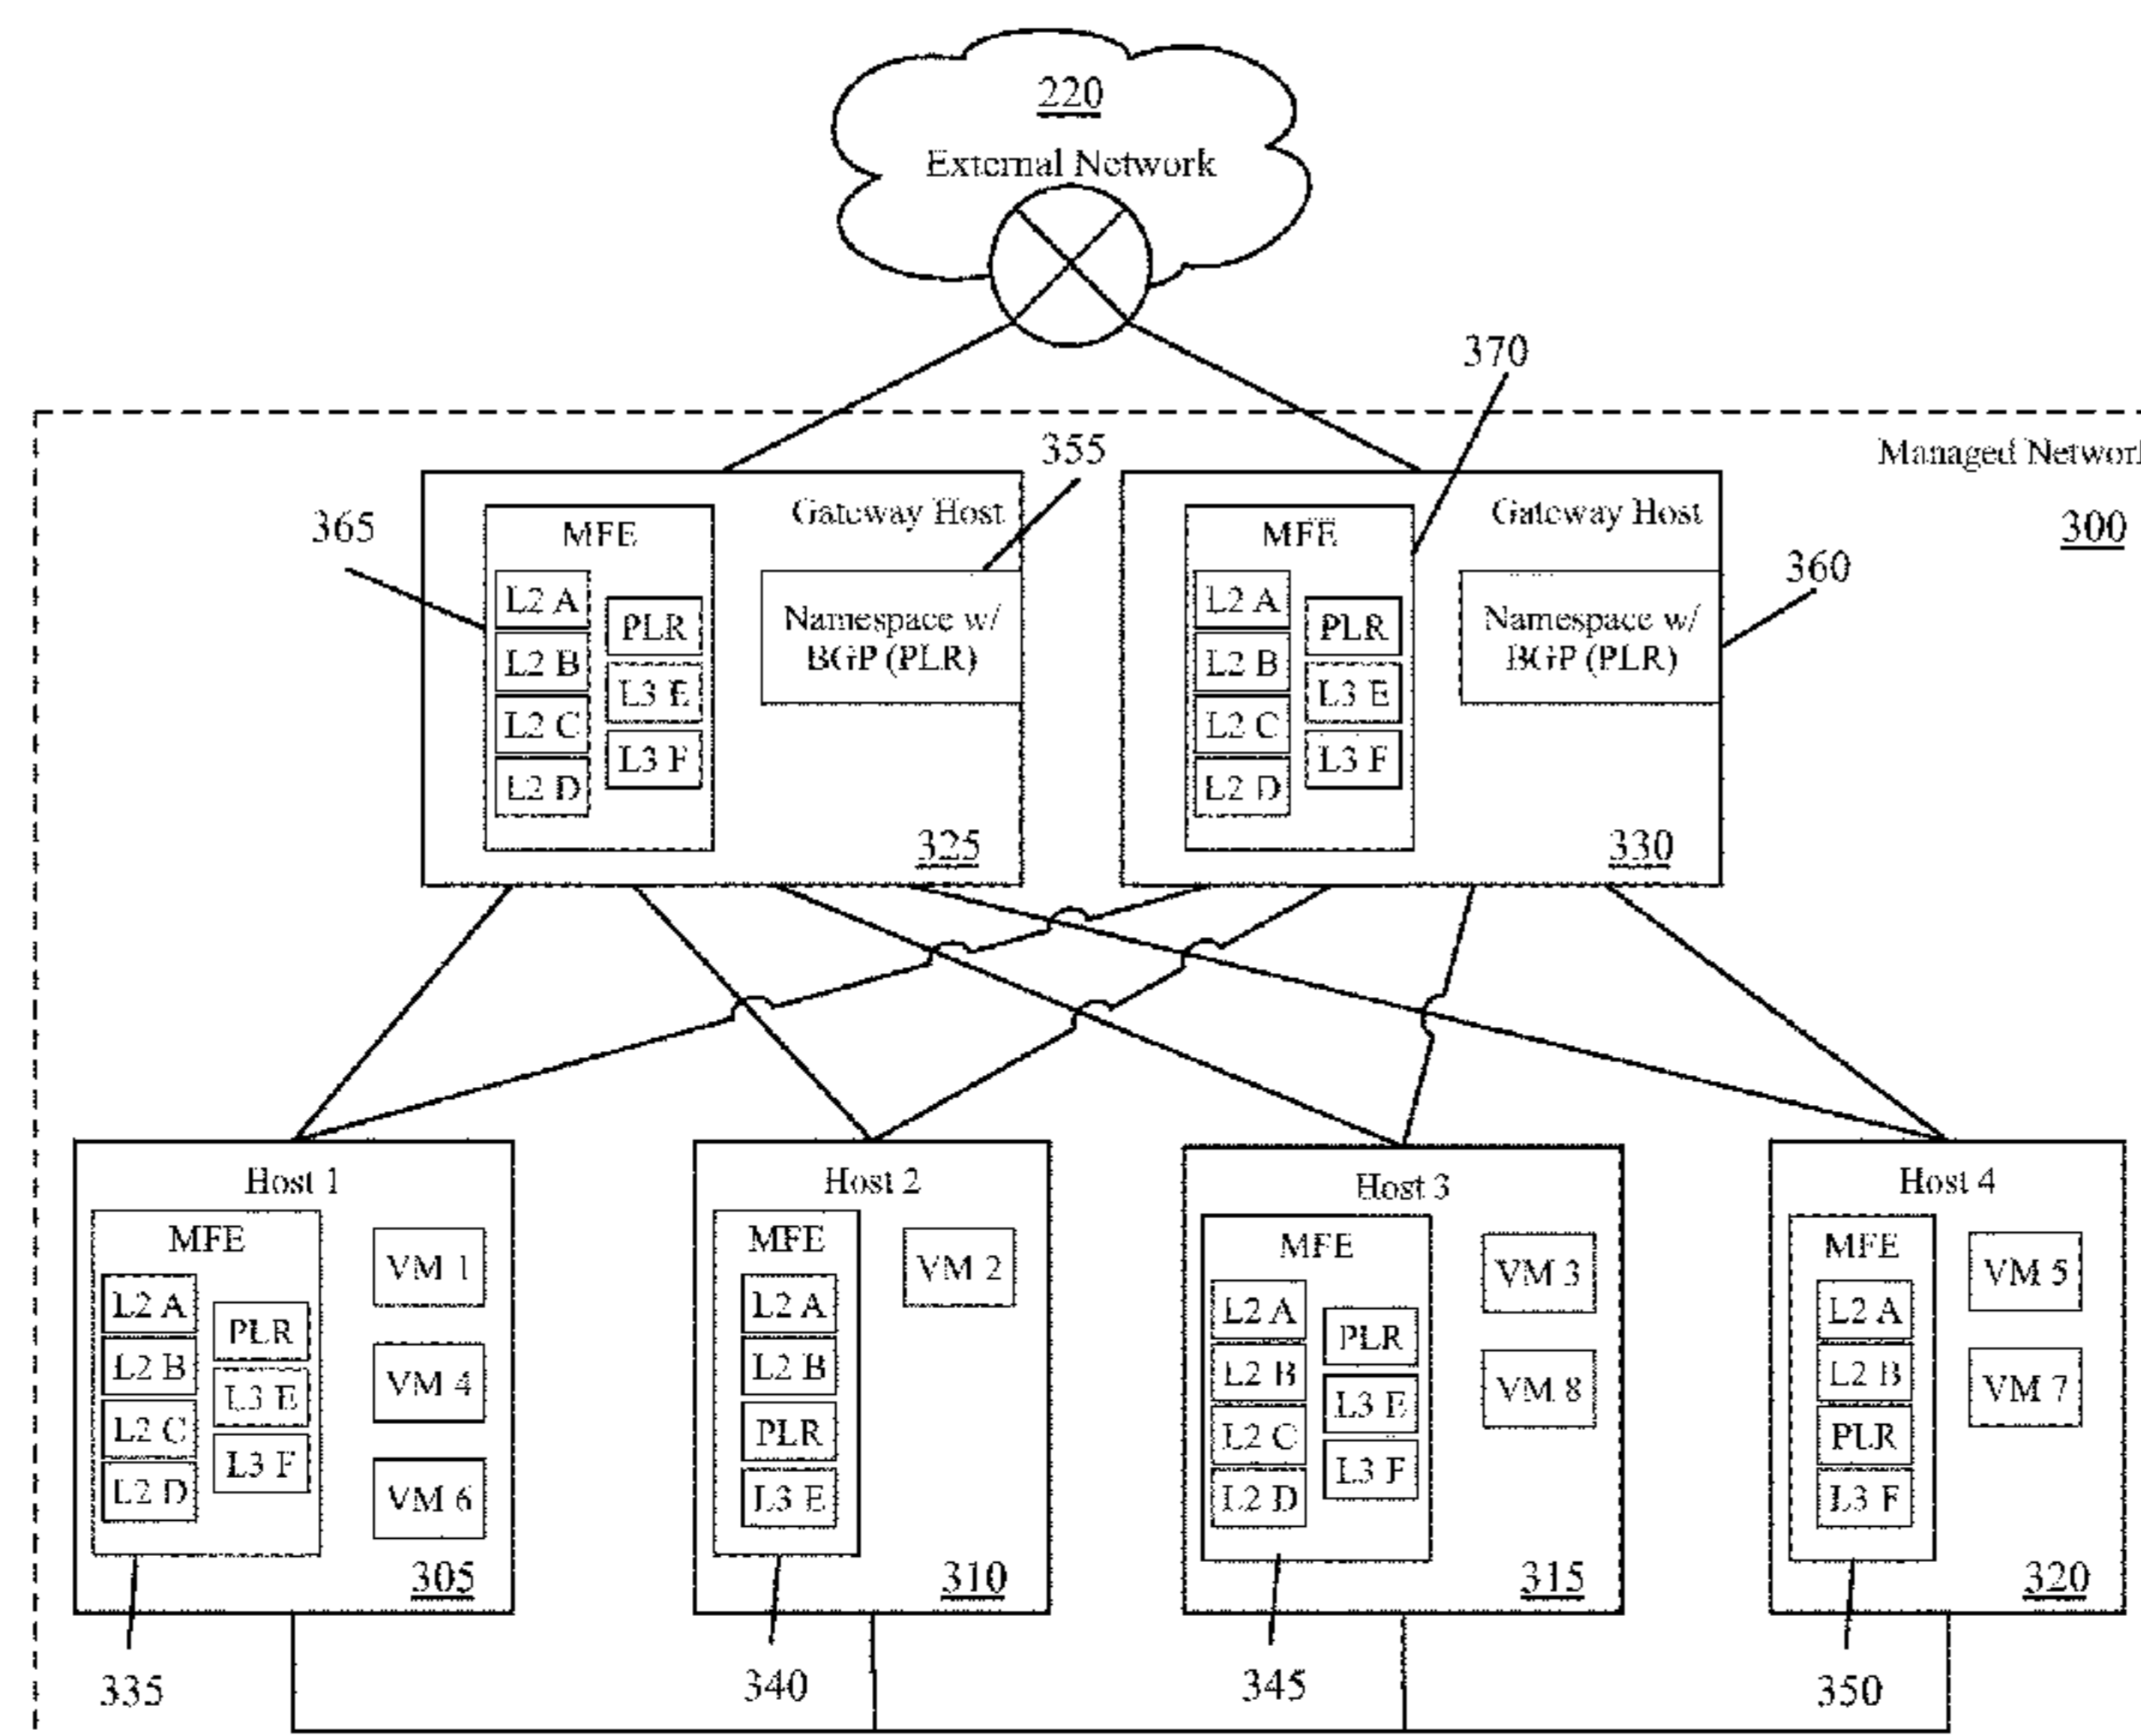 220
External Network
370
355
Managed Network
300
365
Gateway Host
MFE
L2 A
L2 B
L2 C
L2 D
PLR
L3 E
L3 F
Namespace w/
BGP (PLR)
325
Gateway Host
MFE
L2 A
L2 B
L2 C
L2 D
PLR
L3 E
L3 F
Namespace w/
BGP (PLR)
360
330
Host 1
MFE
L2 A
L2 B
L2 C
L2 D
PLR
L3 E
L3 F
VM 1
VM 4
VM 6
305
335
Host 2
MFE
L2 A
L2 B
PLR
L3 E
VM 2
310
340
Host 3
MFE
L2 A
L2 B
L2 C
L2 D
PLR
L3 E
L3 F
VM 3
VM 8
315
345
Host 4
MFE
L2 A
L2 B
PLR
L3 F
VM 5
VM 7
320
350